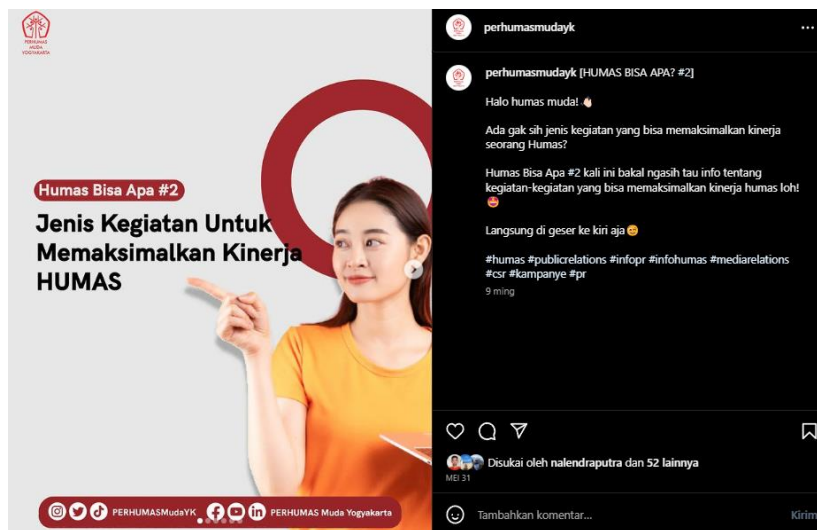 PERHUMAS
MUDA
YOGYAKARTA
Humas Bisa Apa #2
Jenis Kegiatan Untuk
Memaksimalkan Kinerja
HUMAS
PERHUMASMudaYK
PERHUMAS Muda Yogyakarta
perhumasmudayk
perhumasmudayk [HUMAS BISA APA? #2]
Halo humas muda!👋🏻
Ada gak sih jenis kegiatan yang bisa memaksimalkan kinerja
seorang Humas?
Humas Bisa Apa #2 kali ini bakal ngasih tau info tentang
kegiatan-kegiatan yang bisa memaksimalkan kinerja humas loh!
🤩
Langsung di geser ke kiri aja😉
#humas #publicrelations #infopr #infohumas #mediarelations
#csr #kampanye #pr
9 ming
Disukai oleh nalendraputra dan 52 lainnya
MEI 31
Tambahkan komentar...
Kirim